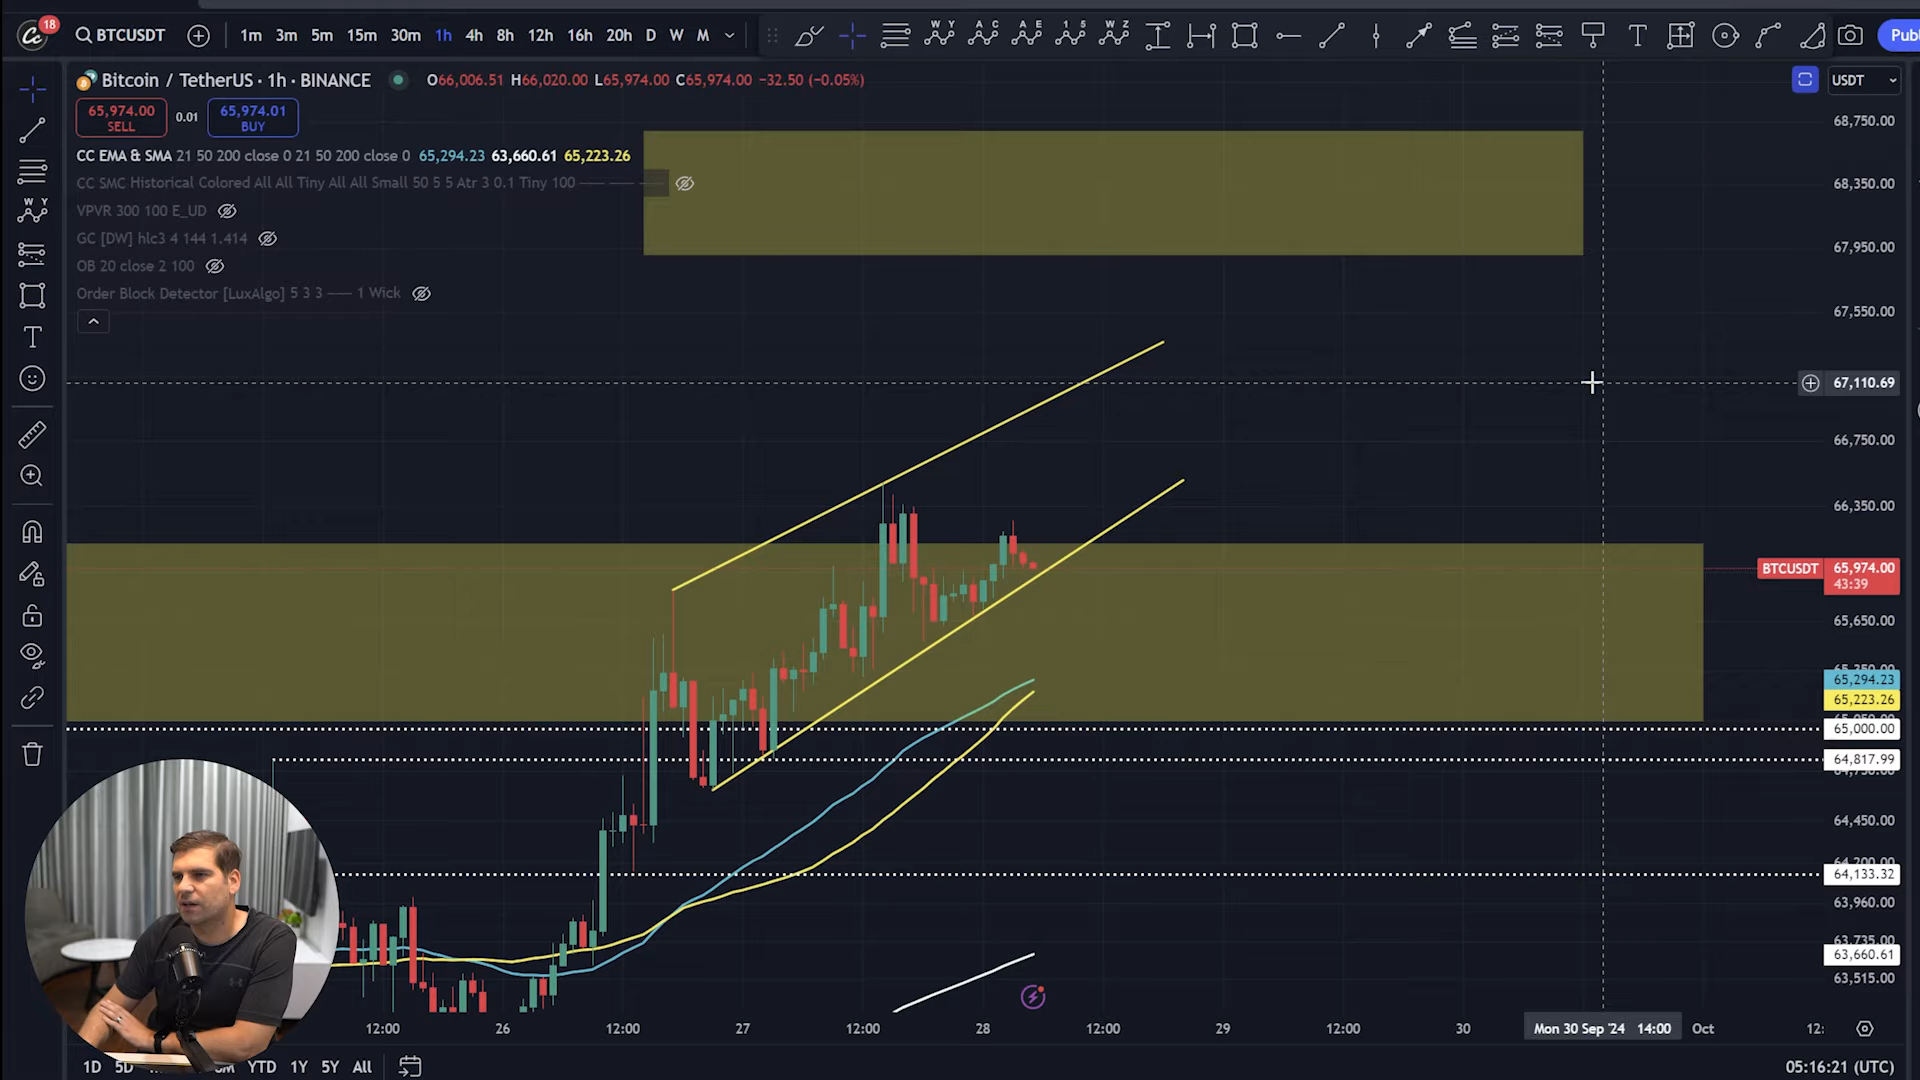 18
BTCUSDT
1m 3m 5m 15m 30m 1h 4h 8h 12h 16h 20h D W M
W Y
A C
A E
1 5
W Z
T
Publ
Bitcoin / TetherUS · 1h · BINANCE
O66,006.51 H66,020.00 L65,974.00 C65,974.00 −32.50 (−0.05%)
USDT
65,974.00
SELL
0.01
65,974.01
BUY
CC EMA & SMA 21 50 200 close 0 21 50 200 close 0 65,294.23 63,660.61 65,223.26
CC SMC Historical Colored All All Tiny All All Small 50 5 5 Atr 3 0.1 Tiny 100
VPVR 300 100 E_UD
GC [DW] hlc3 4 144 1.414
OB 20 close 2 100
Order Block Detector [LuxAlgo] 5 3 3 1 Wick
W Y
T
68,750.00
68,350.00
67,950.00
67,550.00
67,110.69
66,750.00
66,350.00
BTCUSDT
65,974.00
43:39
65,650.00
65,294.23
65,223.26
65,000.00
64,817.99
64,450.00
64,133.32
63,960.00
63,735.00
63,660.61
63,515.00
12:00 26 12:00 27 12:00 28 12:00 29 12:00 30 Mon 30 Sep '24 14:00 Oct 12:
1D 5D YTD 1Y 5Y All
05:16:21 (UTC)